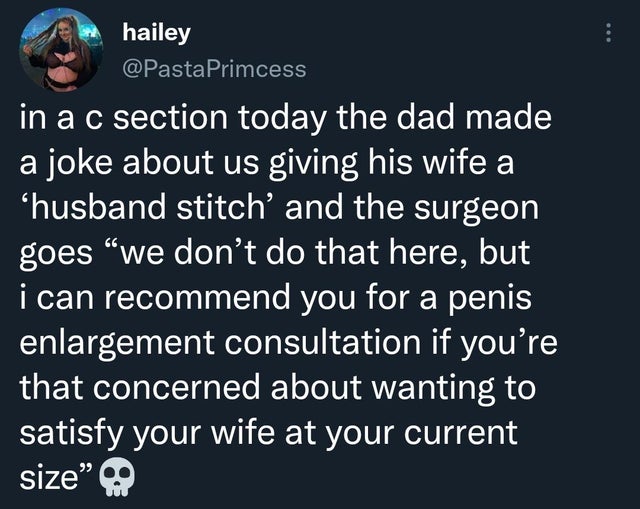 hailey
@PastaPrimcess
in a c section today the dad made
a joke about us giving his wife a
‘husband stitch’ and the surgeon
goes “we don’t do that here, but
i can recommend you for a penis
enlargement consultation if you’re
that concerned about wanting to
satisfy your wife at your current
size” 💀